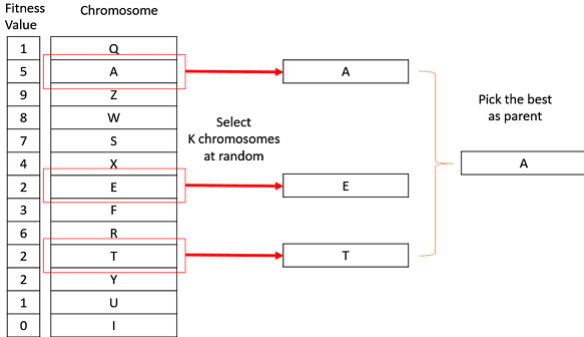 Fitness
Value
Chromosome
1 Q
5 A
9 Z
8 W
7 S
4 X
2 E
3 F
6 R
2 T
2 Y
1 U
0 I
Select
K chromosomes
at random
A
E
T
Pick the best
as parent
A